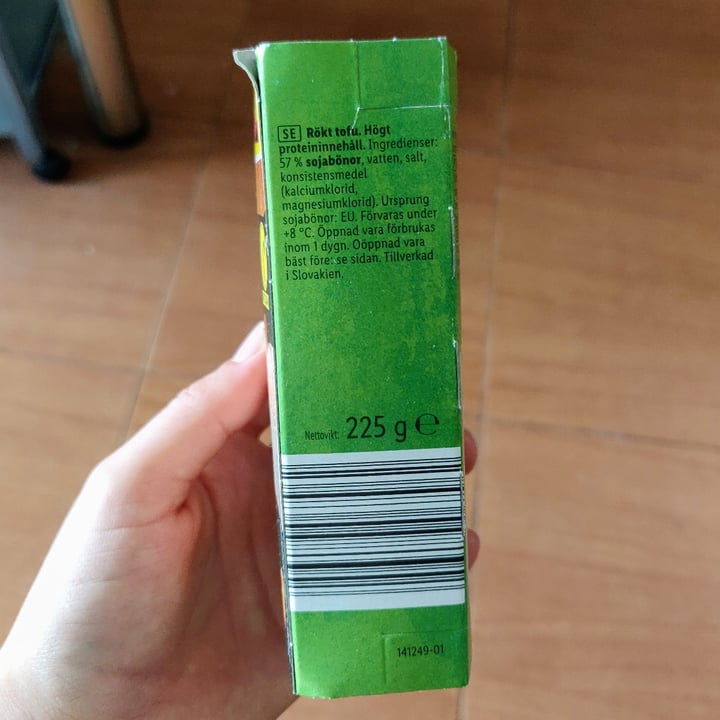 SE Rökt tofu. Högt
proteininnehåll. Ingredienser:
57 % sojabönor, vatten, salt,
konsistensmedel
(kalciumklorid,
magnesiumklorid). Ursprung
sojabönor: EU. Förvaras under
+8 °C. Öppnad vara förbrukas
inom 1 dygn. Oöppnad vara
bäst före: se sidan. Tillverkad
i Slovakien.
Nettovikt: 225 g ℮
141249-01